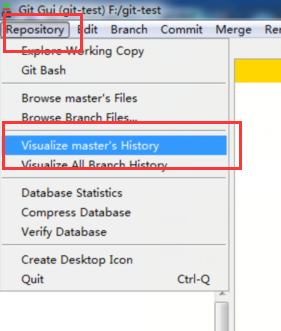 Git Gui (git-test) F:/git-test
Repository Edit Branch Commit Merge Rem
Explore Working Copy
Git Bash
Browse master's Files
Browse Branch Files...
Visualize master's History
Visualize All Branch History
Database Statistics
Compress Database
Verify Database
Create Desktop Icon
Quit Ctrl-Q